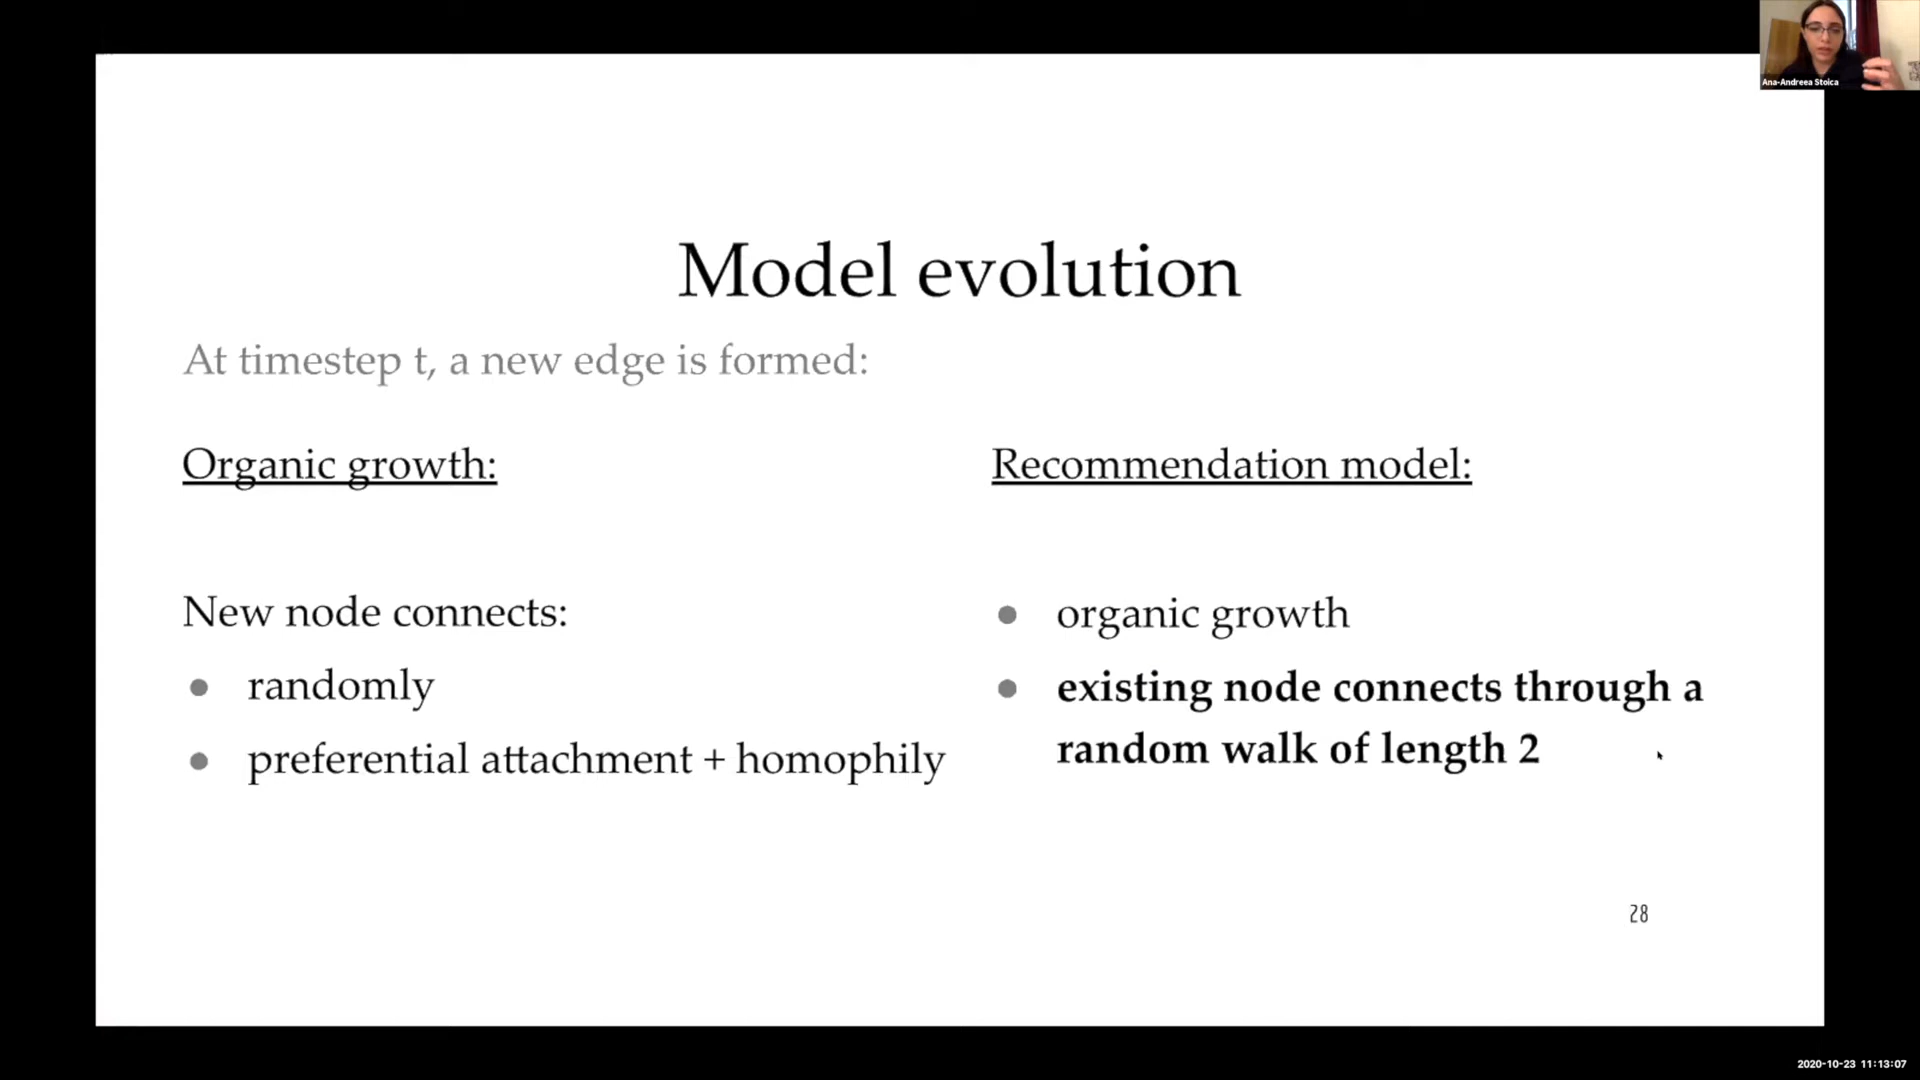 Ana-Andreea Stoica
Model evolution
At timestep t, a new edge is formed:
Organic growth:
New node connects:
● randomly
● preferential attachment + homophily
Recommendation model:
● organic growth
● existing node connects through a
random walk of length 2
28
2020-10-23 11:13:07